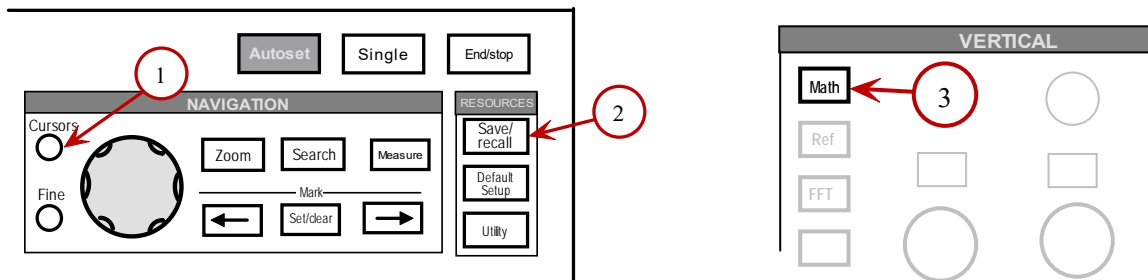 Autoset
Single
End/stop
1
NAVIGATION
Cursors
Zoom
Search
Measure
Fine
Mark
Set/clear
RESOURCES
Save/
recall
2
Default
Setup
Utility
VERTICAL
Math
3
Ref
FFT